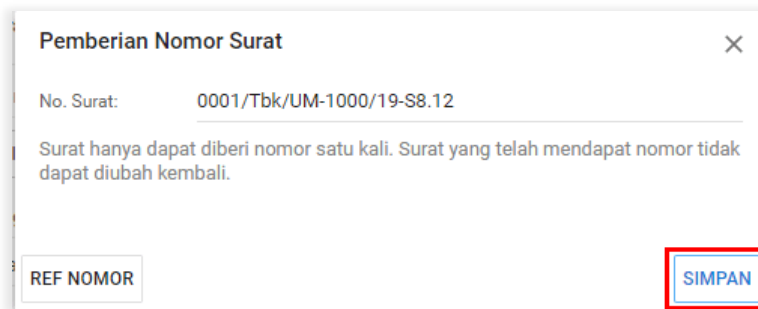 Pemberian Nomor Surat
No. Surat: 0001/Tbk/UM-1000/19-S8.12
Surat hanya dapat diberi nomor satu kali. Surat yang telah mendapat nomor tidak
dapat diubah kembali.
REF NOMOR SIMPAN